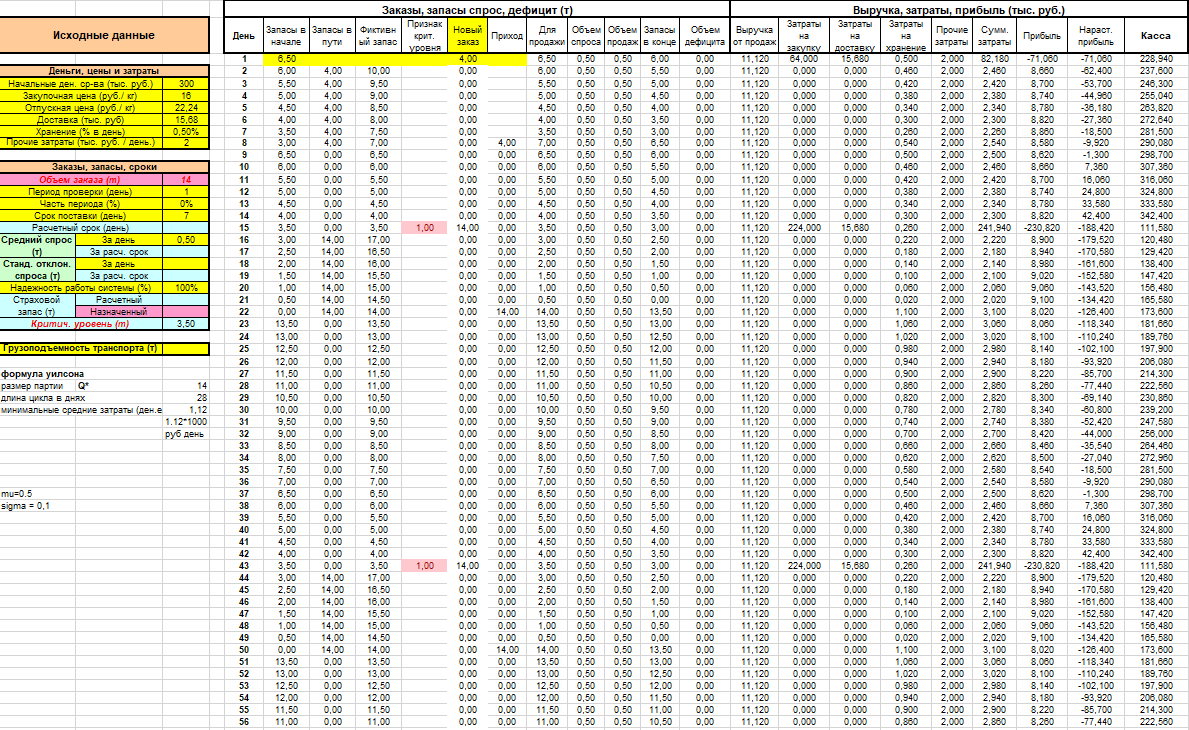 Исходные данные
Деньги, цены и затраты
Начальные ден. ср-ва (тыс. руб.) 300
Закупочная цена (руб./ кг) 16
Отпускная цена (руб./ кг) 22,24
Доставка (тыс. руб) 15,68
Хранение (% в день) 0,50%
Прочие затраты (тыс. руб. / день.) 2
Заказы, запасы, сроки
Объем заказа (т) 14
Период проверки (день) 1
Часть периода (%) 0%
Срок поставки (день) 7
Расчетный срок (день)
Средний спрос (т) За день 0,50
За расч. срок
Станд. отклон. спроса (т) За день
За расч. срок
Надежность работы системы (%) 100%
Страховой запас (т) Расчетный
Назначенный
Критич. уровень (т) 3,50
Грузоподъемность транспорта (т)
формула уилсона
размер партии Q* 14
длина цикла в днях 28
минимальные средние затраты (ден.е 1,12
1.12*1000
руб день
mu=0.5
sigma = 0,1
Заказы, запасы спрос, дефицит (т) Выручка, затраты, прибыль (тыс. руб.)
День Запасы в начале Запасы в пути Фиктивный запас Признак крит. уровня Новый заказ Приход Для продажи Объем спроса Объем продаж Запасы в конце Объем дефицита Выручка от продаж Затраты на закупку Затраты на доставку Затраты на хранение Прочие затраты Сумм. затраты Прибыль Нараст. прибыль Касса
1 6,50 4,00 6,50 0,50 0,50 6,00 0,00 11,120 64,000 15,680 0,500 2,000 82,180 -71,060 -71,060 228,940
2 6,00 4,00 10,00 0,00 6,00 0,50 0,50 5,50 0,00 11,120 0,000 0,000 0,460 2,000 2,460 8,660 -62,400 237,600
3 5,50 4,00 9,50 0,00 5,50 0,50 0,50 5,00 0,00 11,120 0,000 0,000 0,420 2,000 2,420 8,700 -53,700 246,300
4 5,00 4,00 9,00 0,00 5,00 0,50 0,50 4,50 0,00 11,120 0,000 0,000 0,380 2,000 2,380 8,740 -44,960 255,040
5 4,50 4,00 8,50 0,00 4,50 0,50 0,50 4,00 0,00 11,120 0,000 0,000 0,340 2,000 2,340 8,780 -36,180 263,820
6 4,00 4,00 8,00 0,00 4,00 0,50 0,50 3,50 0,00 11,120 0,000 0,000 0,300 2,000 2,300 8,820 -27,360 272,640
7 3,50 4,00 7,50 0,00 3,50 0,50 0,50 3,00 0,00 11,120 0,000 0,000 0,260 2,000 2,260 8,860 -18,500 281,500
8 3,00 4,00 7,00 0,00 4,00 7,00 0,50 0,50 6,50 0,00 11,120 0,000 0,000 0,540 2,000 2,540 8,580 -9,920 290,080
9 6,50 0,00 6,50 0,00 0,00 6,50 0,50 0,50 6,00 0,00 11,120 0,000 0,000 0,500 2,000 2,500 8,620 -1,300 298,700
10 6,00 0,00 6,00 0,00 0,00 6,00 0,50 0,50 5,50 0,00 11,120 0,000 0,000 0,460 2,000 2,460 8,660 7,360 307,360
11 5,50 0,00 5,50 0,00 0,00 5,50 0,50 0,50 5,00 0,00 11,120 0,000 0,000 0,420 2,000 2,420 8,700 16,060 316,060
12 5,00 0,00 5,00 0,00 0,00 5,00 0,50 0,50 4,50 0,00 11,120 0,000 0,000 0,380 2,000 2,380 8,740 24,800 324,800
13 4,50 0,00 4,50 0,00 0,00 4,50 0,50 0,50 4,00 0,00 11,120 0,000 0,000 0,340 2,000 2,340 8,780 33,580 333,580
14 4,00 0,00 4,00 0,00 0,00 4,00 0,50 0,50 3,50 0,00 11,120 0,000 0,000 0,300 2,000 2,300 8,820 42,400 342,400
15 3,50 0,00 3,50 1,00 14,00 0,00 3,50 0,50 0,50 3,00 0,00 11,120 224,000 15,680 0,260 2,000 241,940 -230,820 -188,420 111,580
16 3,00 14,00 17,00 0,00 0,00 3,00 0,50 0,50 2,50 0,00 11,120 0,000 0,000 0,220 2,000 2,220 8,900 -179,520 120,480
17 2,50 14,00 16,50 0,00 0,00 2,50 0,50 0,50 2,00 0,00 11,120 0,000 0,000 0,180 2,000 2,180 8,940 -170,580 129,420
18 2,00 14,00 16,00 0,00 0,00 2,00 0,50 0,50 1,50 0,00 11,120 0,000 0,000 0,140 2,000 2,140 8,980 -161,600 138,400
19 1,50 14,00 15,50 0,00 0,00 1,50 0,50 0,50 1,00 0,00 11,120 0,000 0,000 0,100 2,000 2,100 9,020 -152,580 147,420
20 1,00 14,00 15,00 0,00 0,00 1,00 0,50 0,50 0,50 0,00 11,120 0,000 0,000 0,060 2,000 2,060 9,060 -143,520 156,480
21 0,50 14,00 14,50 0,00 0,00 0,50 0,50 0,50 0,00 0,00 11,120 0,000 0,000 0,020 2,000 2,020 9,100 -134,420 165,580
22 0,00 14,00 14,00 0,00 14,00 14,00 0,50 0,50 13,50 0,00 11,120 0,000 0,000 1,100 2,000 3,100 8,020 -126,400 173,600
23 13,50 0,00 13,50 0,00 0,00 13,50 0,50 0,50 13,00 0,00 11,120 0,000 0,000 1,060 2,000 3,060 8,060 -118,340 181,660
24 13,00 0,00 13,00 0,00 0,00 13,00 0,50 0,50 12,50 0,00 11,120 0,000 0,000 1,020 2,000 3,020 8,100 -110,240 189,760
25 12,50 0,00 12,50 0,00 0,00 12,50 0,50 0,50 12,00 0,00 11,120 0,000 0,000 0,980 2,000 2,980 8,140 -102,100 197,900
26 12,00 0,00 12,00 0,00 0,00 12,00 0,50 0,50 11,50 0,00 11,120 0,000 0,000 0,940 2,000 2,940 8,180 -93,920 206,080
27 11,50 0,00 11,50 0,00 0,00 11,50 0,50 0,50 11,00 0,00 11,120 0,000 0,000 0,900 2,000 2,900 8,220 -85,700 214,300
28 11,00 0,00 11,00 0,00 0,00 11,00 0,50 0,50 10,50 0,00 11,120 0,000 0,000 0,860 2,000 2,860 8,260 -77,440 222,560
29 10,50 0,00 10,50 0,00 0,00 10,50 0,50 0,50 10,00 0,00 11,120 0,000 0,000 0,820 2,000 2,820 8,300 -69,140 230,860
30 10,00 0,00 10,00 0,00 0,00 10,00 0,50 0,50 9,50 0,00 11,120 0,000 0,000 0,780 2,000 2,780 8,340 -60,800 239,200
31 9,50 0,00 9,50 0,00 0,00 9,50 0,50 0,50 9,00 0,00 11,120 0,000 0,000 0,740 2,000 2,740 8,380 -52,420 247,580
32 9,00 0,00 9,00 0,00 0,00 9,00 0,50 0,50 8,50 0,00 11,120 0,000 0,000 0,700 2,000 2,700 8,420 -44,000 256,000
33 8,50 0,00 8,50 0,00 0,00 8,50 0,50 0,50 8,00 0,00 11,120 0,000 0,000 0,660 2,000 2,660 8,460 -35,540 264,460
34 8,00 0,00 8,00 0,00 0,00 8,00 0,50 0,50 7,50 0,00 11,120 0,000 0,000 0,620 2,000 2,620 8,500 -27,040 272,960
35 7,50 0,00 7,50 0,00 0,00 7,50 0,50 0,50 7,00 0,00 11,120 0,000 0,000 0,580 2,000 2,580 8,540 -18,500 281,500
36 7,00 0,00 7,00 0,00 0,00 7,00 0,50 0,50 6,50 0,00 11,120 0,000 0,000 0,540 2,000 2,540 8,580 -9,920 290,080
37 6,50 0,00 6,50 0,00 0,00 6,50 0,50 0,50 6,00 0,00 11,120 0,000 0,000 0,500 2,000 2,500 8,620 -1,300 298,700
38 6,00 0,00 6,00 0,00 0,00 6,00 0,50 0,50 5,50 0,00 11,120 0,000 0,000 0,460 2,000 2,460 8,660 7,360 307,360
39 5,50 0,00 5,50 0,00 0,00 5,50 0,50 0,50 5,00 0,00 11,120 0,000 0,000 0,420 2,000 2,420 8,700 16,060 316,060
40 5,00 0,00 5,00 0,00 0,00 5,00 0,50 0,50 4,50 0,00 11,120 0,000 0,000 0,380 2,000 2,380 8,740 24,800 324,800
41 4,50 0,00 4,50 0,00 0,00 4,50 0,50 0,50 4,00 0,00 11,120 0,000 0,000 0,340 2,000 2,340 8,780 33,580 333,580
42 4,00 0,00 4,00 0,00 0,00 4,00 0,50 0,50 3,50 0,00 11,120 0,000 0,000 0,300 2,000 2,300 8,820 42,400 342,400
43 3,50 0,00 3,50 1,00 14,00 0,00 3,50 0,50 0,50 3,00 0,00 11,120 224,000 15,680 0,260 2,000 241,940 -230,820 -188,420 111,580
44 3,00 14,00 17,00 0,00 0,00 3,00 0,50 0,50 2,50 0,00 11,120 0,000 0,000 0,220 2,000 2,220 8,900 -179,520 120,480
45 2,50 14,00 16,50 0,00 0,00 2,50 0,50 0,50 2,00 0,00 11,120 0,000 0,000 0,180 2,000 2,180 8,940 -170,580 129,420
46 2,00 14,00 16,00 0,00 0,00 2,00 0,50 0,50 1,50 0,00 11,120 0,000 0,000 0,140 2,000 2,140 8,980 -161,600 138,400
47 1,50 14,00 15,50 0,00 0,00 1,50 0,50 0,50 1,00 0,00 11,120 0,000 0,000 0,100 2,000 2,100 9,020 -152,580 147,420
48 1,00 14,00 15,00 0,00 0,00 1,00 0,50 0,50 0,50 0,00 11,120 0,000 0,000 0,060 2,000 2,060 9,060 -143,520 156,480
49 0,50 14,00 14,50 0,00 0,00 0,50 0,50 0,50 0,00 0,00 11,120 0,000 0,000 0,020 2,000 2,020 9,100 -134,420 165,580
50 0,00 14,00 14,00 0,00 14,00 14,00 0,50 0,50 13,50 0,00 11,120 0,000 0,000 1,100 2,000 3,100 8,020 -126,400 173,600
51 13,50 0,00 13,50 0,00 0,00 13,50 0,50 0,50 13,00 0,00 11,120 0,000 0,000 1,060 2,000 3,060 8,060 -118,340 181,660
52 13,00 0,00 13,00 0,00 0,00 13,00 0,50 0,50 12,50 0,00 11,120 0,000 0,000 1,020 2,000 3,020 8,100 -110,240 189,760
53 12,50 0,00 12,50 0,00 0,00 12,50 0,50 0,50 12,00 0,00 11,120 0,000 0,000 0,980 2,000 2,980 8,140 -102,100 197,900
54 12,00 0,00 12,00 0,00 0,00 12,00 0,50 0,50 11,50 0,00 11,120 0,000 0,000 0,940 2,000 2,940 8,180 -93,920 206,080
55 11,50 0,00 11,50 0,00 0,00 11,50 0,50 0,50 11,00 0,00 11,120 0,000 0,000 0,900 2,000 2,900 8,220 -85,700 214,300
56 11,00 0,00 11,00 0,00 0,00 11,00 0,50 0,50 10,50 0,00 11,120 0,000 0,000 0,860 2,000 2,860 8,260 -77,440 222,560